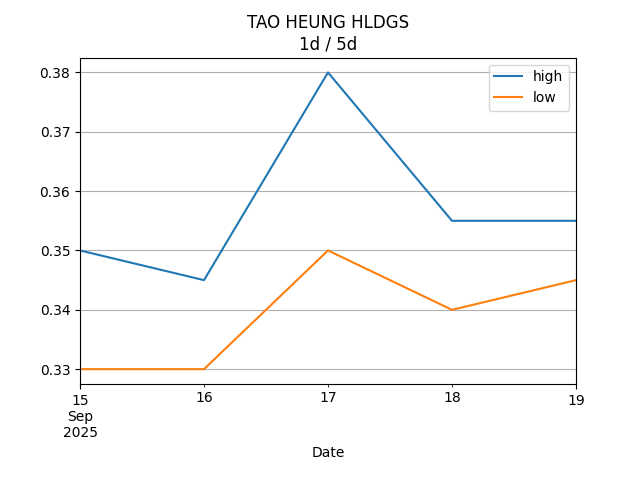 TAO HEUNG HLDGS
1d / 5d
high
low
0.38
0.37
0.36
0.35
0.34
0.33
15
Sep
2025
16
17
18
19
Date